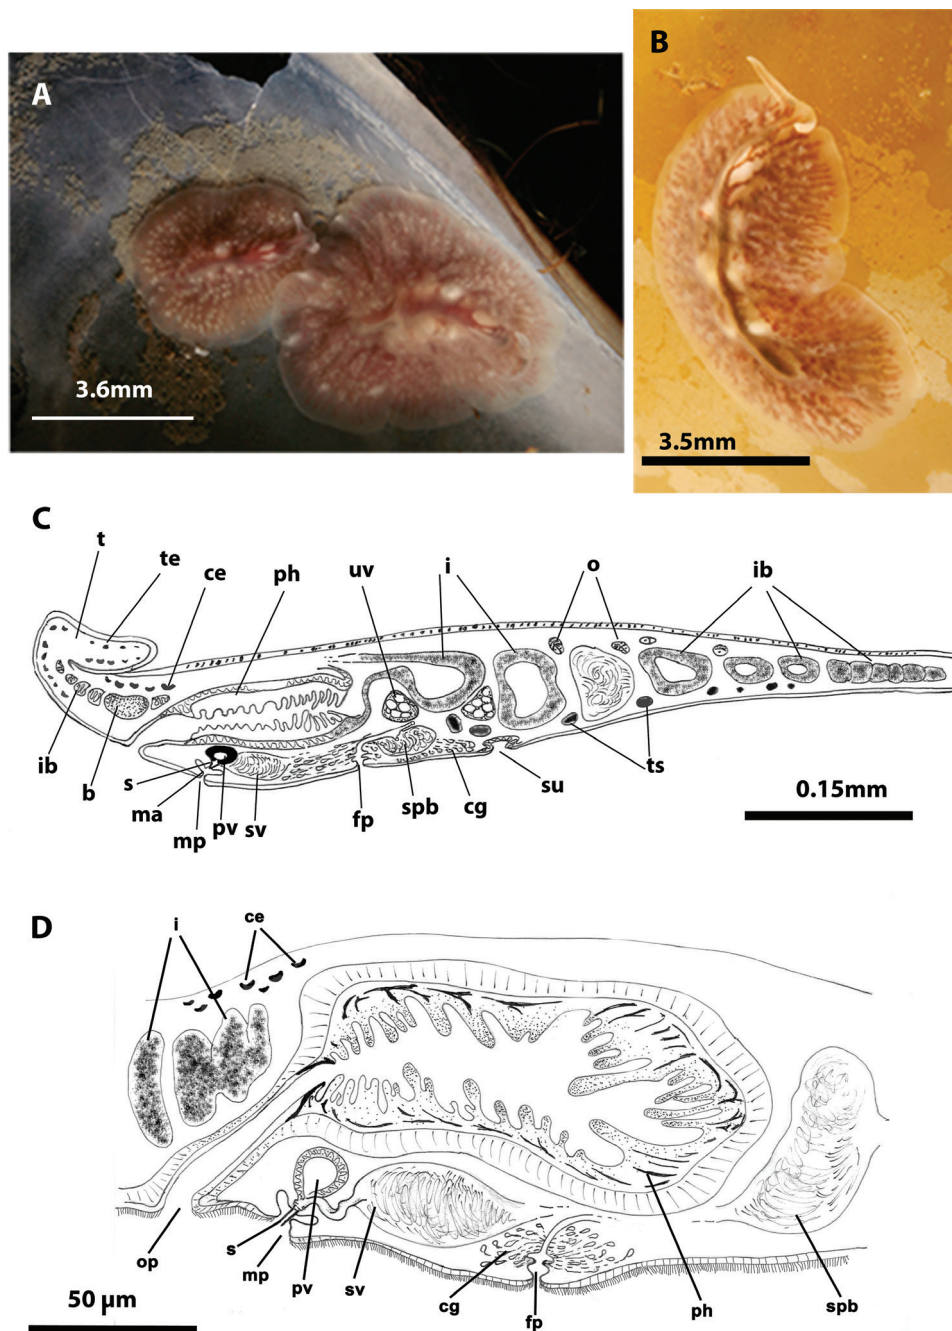 A
3.6mm
B
3.5mm
C
t
te
ce
ph
uv
i
o
ib
ib
b
s
ma
mp
pv
sv
fp
spb
cg
su
ts
0.15mm
D
i
ce
op
s
mp
pv
sv
cg
fp
ph
spb
50 µm